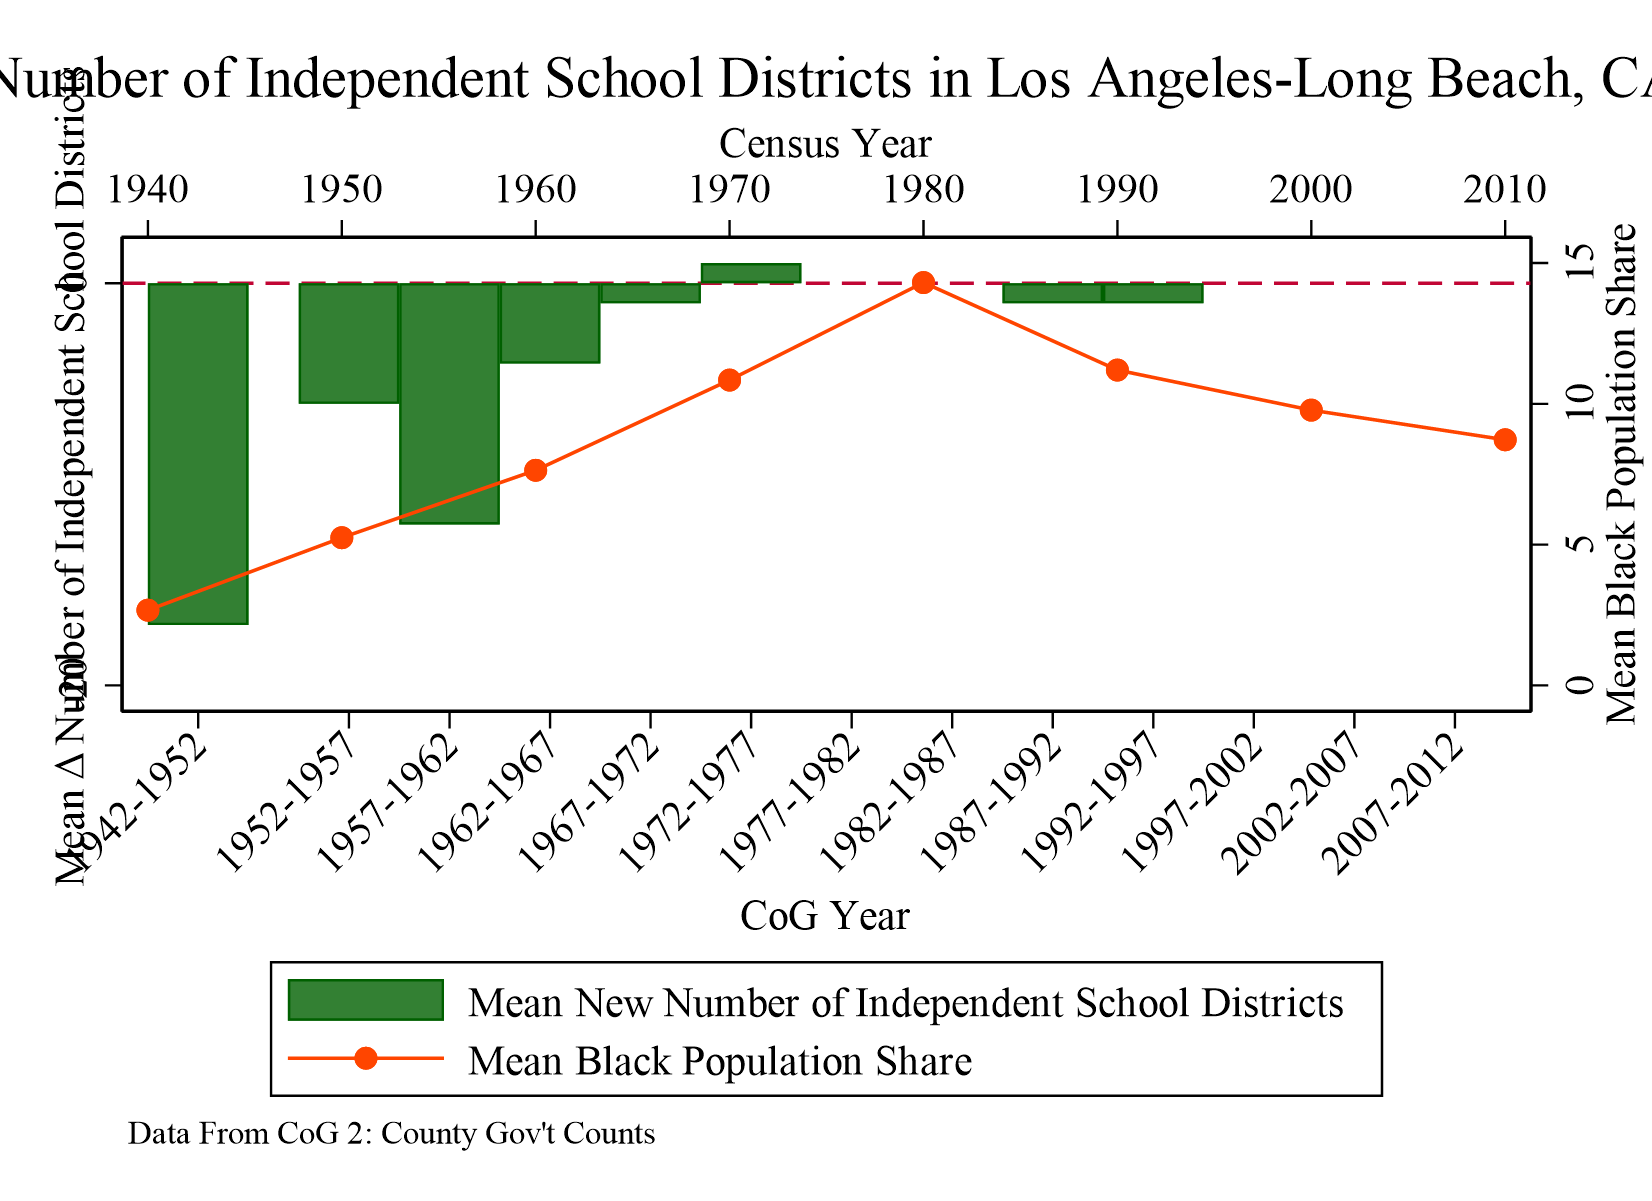 Number of Independent School Districts in Los Angeles-Long Beach, CA
Census Year
1940 1950 1960 1970 1980 1990 2000 2010
Mean Δ Number of Independent School Districts
0
-20
15
10
5
0
Mean Black Population Share
1942-1952 1952-1957 1957-1962 1962-1967 1967-1972 1972-1977 1977-1982 1982-1987 1987-1992 1992-1997 1997-2002 2002-2007 2007-2012
CoG Year
Mean New Number of Independent School Districts
Mean Black Population Share
Data From CoG 2: County Gov't Counts